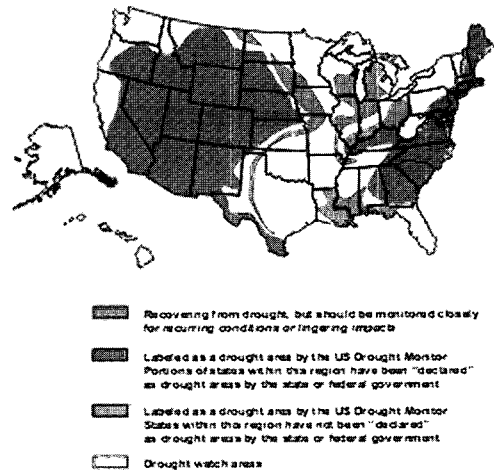 Recovering from drought, but should be monitored closely
for recurring conditions or lingering impacts
Labeled as a drought area by the US Drought Monitor
Portions of states within this region have been "declared"
as drought areas by the state or federal government
Labeled as a drought area by the US Drought Monitor
States within this region have not been "declared"
as drought areas by the state or federal government
Drought watch areas